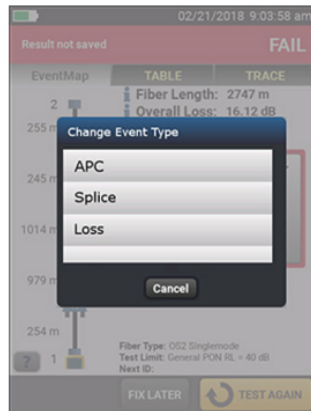 02/21/2018 9:03:58 am
Result not saved FAIL
EventMap TABLE TRACE
2
Fiber Length: 2747 m
Overall Loss: 16.12 dB
255 m
Change Event Type
APC
245 m
Splice
1014 m
Loss
979 m
Cancel
254 m
Fiber Type: OS2 Singlemode
Test Limit: General PON RL = 40 dB
Next ID:
? 1
FIX LATER TEST AGAIN